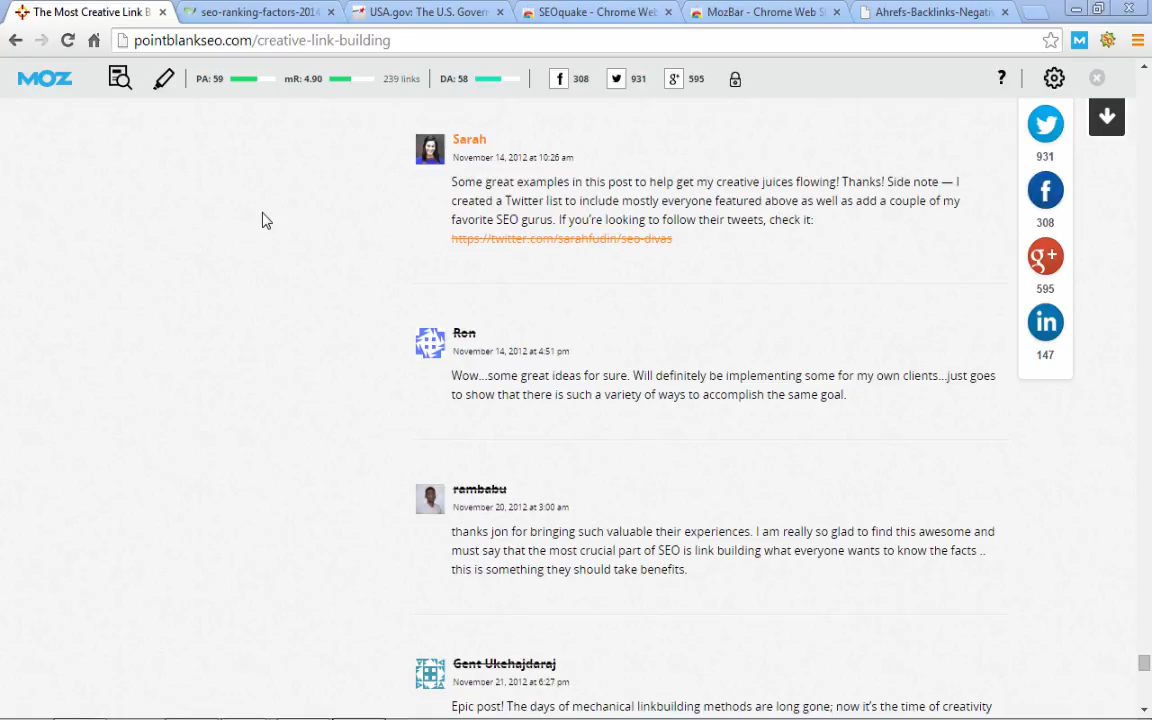 The Most Creative Link B
seo-ranking-factors-2014
USA.gov: The U.S. Govern
SEOquake - Chrome Web
MozBar - Chrome Web St
Ahrefs-Backlinks-Negativ
pointblankseo.com/creative-link-building
MOZ
PA: 59
mR: 4.90
239 links
DA: 58
308
931
595
?
Sarah
November 14, 2012 at 10:26 am
Some great examples in this post to help get my creative juices flowing! Thanks! Side note — I
created a Twitter list to include mostly everyone featured above as well as add a couple of my
favorite SEO gurus. If you're looking to follow their tweets, check it:
https://twitter.com/sarahfudin/seo-divas
931
308
595
147
Ron
November 14, 2012 at 4:51 pm
Wow...some great ideas for sure. Will definitely be implementing some for my own clients...just goes
to show that there is such a variety of ways to accomplish the same goal.
rambabu
November 20, 2012 at 3:00 am
thanks jon for bringing such valuable their experiences. I am really so glad to find this awesome and
must say that the most crucial part of SEO is link building what everyone wants to know the facts ..
this is something they should take benefits.
Gent Ukehajdaraj
November 21, 2012 at 6:27 pm
Epic post! The days of mechanical linkbuilding methods are long gone; now it's the time of creativity